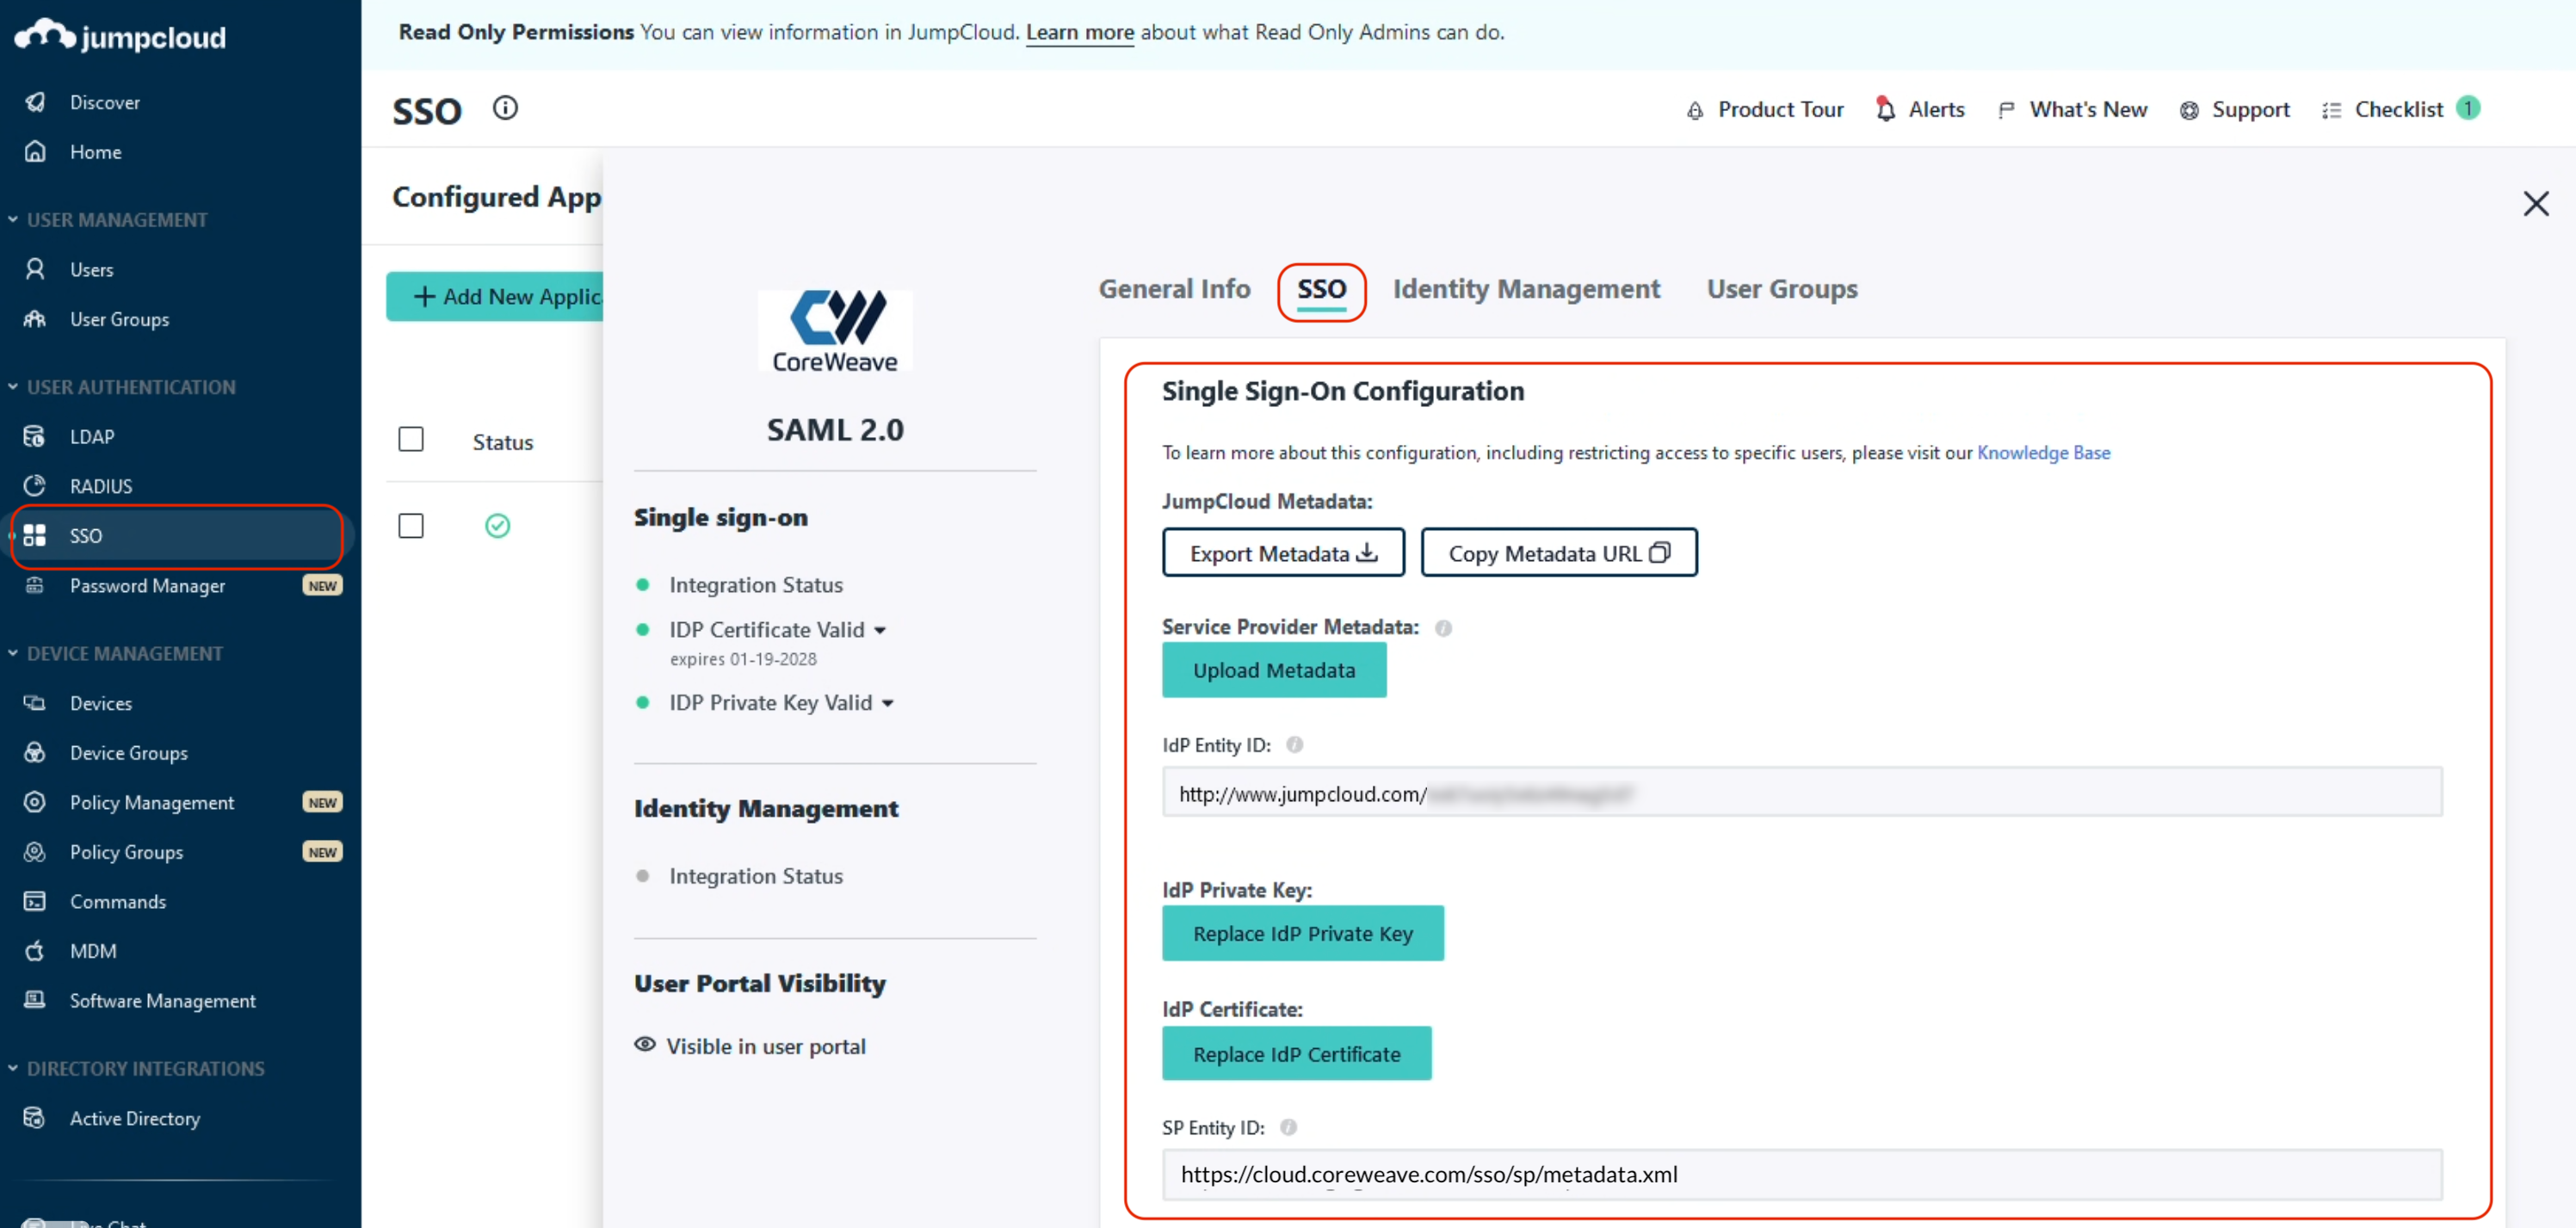 jumpcloud
Discover
Home
USER MANAGEMENT
Users
User Groups
USER AUTHENTICATION
LDAP
RADIUS
SSO
Password Manager NEW
DEVICE MANAGEMENT
Devices
Device Groups
Policy Management NEW
Policy Groups NEW
Commands
MDM
Software Management
DIRECTORY INTEGRATIONS
Active Directory
Read Only Permissions You can view information in JumpCloud. Learn more about what Read Only Admins can do.
SSO
Product Tour Alerts What's New Support Checklist 1
Configured App
+ Add New Applic
Status
CW
CoreWeave
SAML 2.0
Single sign-on
Integration Status
IDP Certificate Valid
expires 01-19-2028
IDP Private Key Valid
Identity Management
Integration Status
User Portal Visibility
Visible in user portal
General Info SSO Identity Management User Groups
Single Sign-On Configuration
To learn more about this configuration, including restricting access to specific users, please visit our Knowledge Base
JumpCloud Metadata:
Export Metadata Copy Metadata URL
Service Provider Metadata:
Upload Metadata
IdP Entity ID:
http://www.jumpcloud.com/
IdP Private Key:
Replace IdP Private Key
IdP Certificate:
Replace IdP Certificate
SP Entity ID:
https://cloud.coreweave.com/sso/sp/metadata.xml